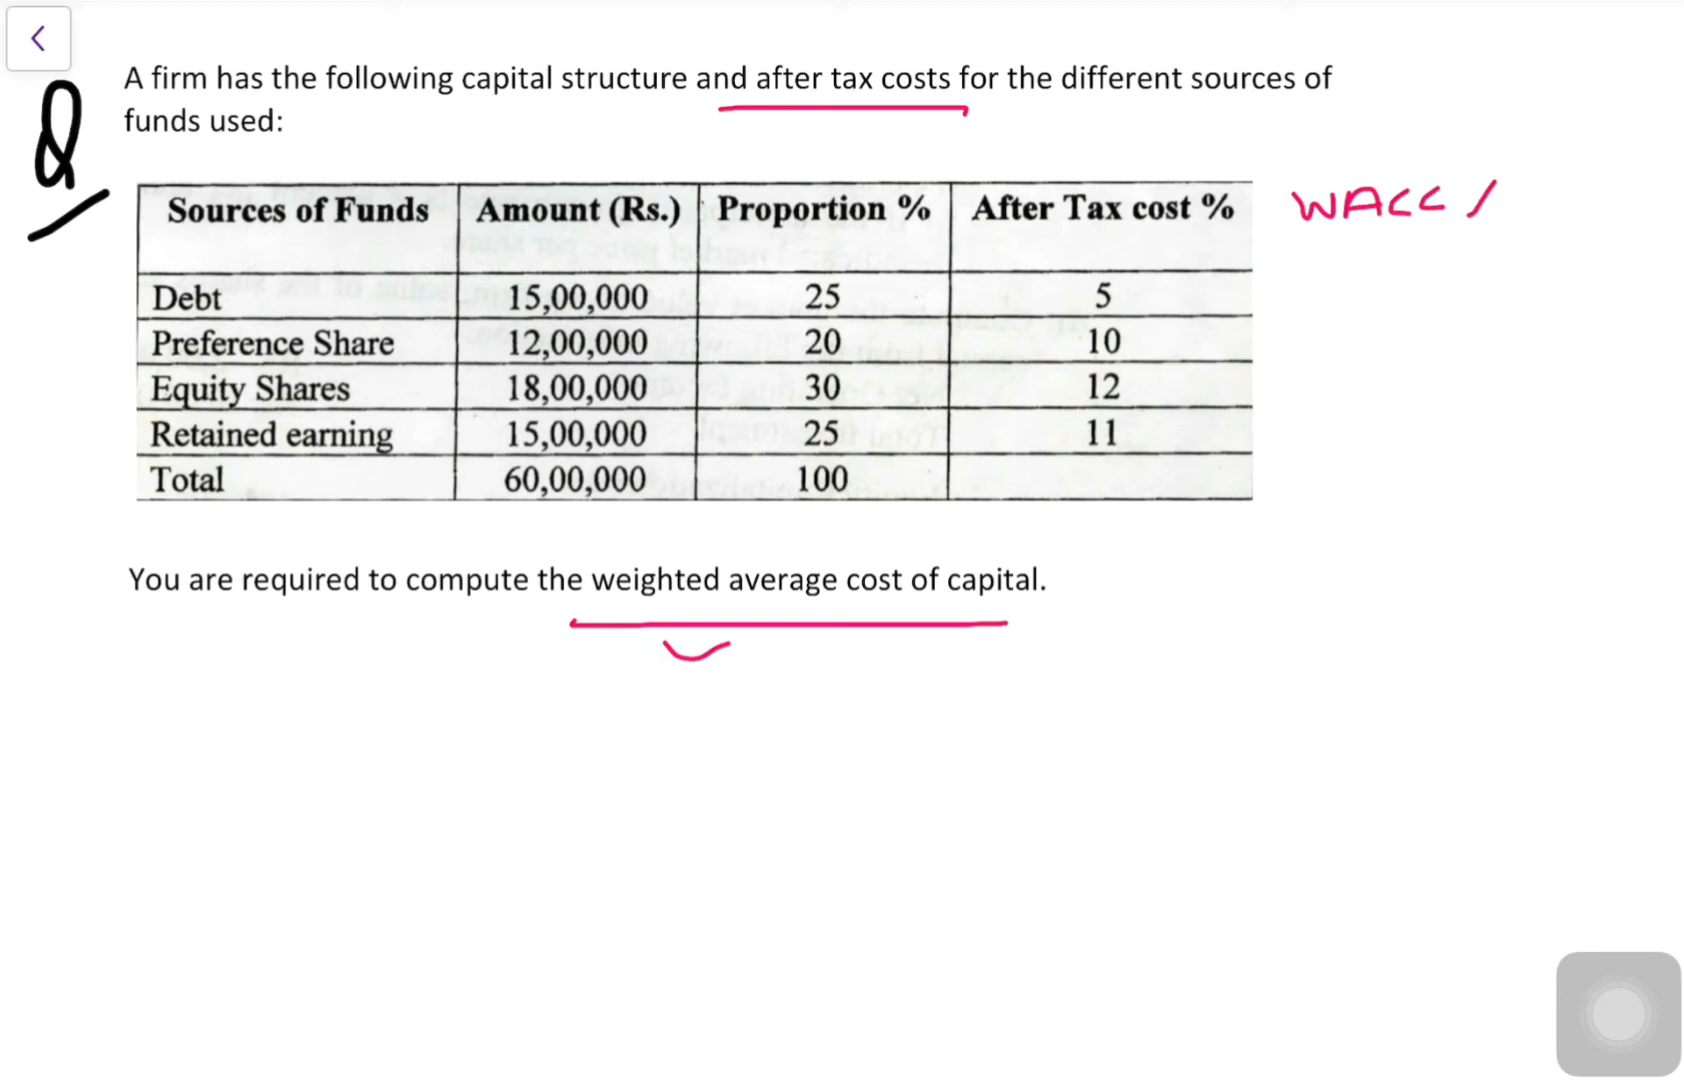 A firm has the following capital structure and after tax costs for the different sources of
funds used:
Q
Sources of Funds Amount (Rs.) Proportion % After Tax cost %
WACC /
Debt 15,00,000 25 5
Preference Share 12,00,000 20 10
Equity Shares 18,00,000 30 12
Retained earning 15,00,000 25 11
Total 60,00,000 100
You are required to compute the weighted average cost of capital.